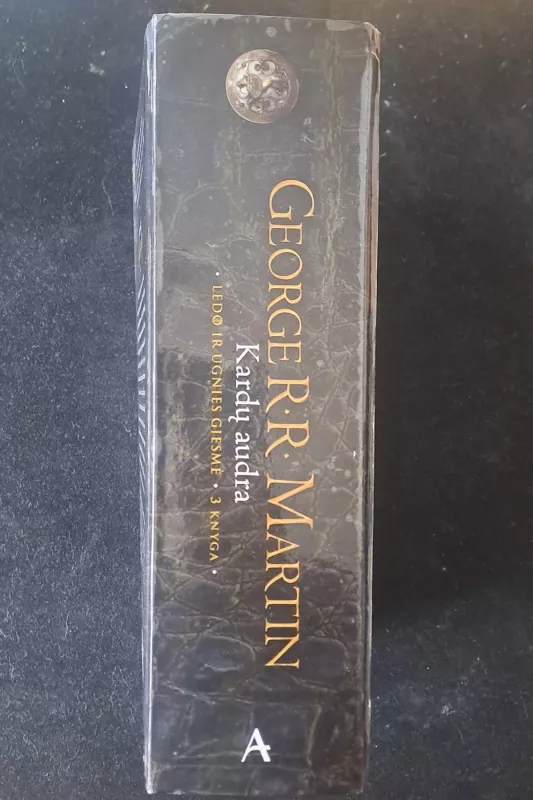 GEORGE R·R· MARTIN
Kardų audra
· LEDO IR UGNIES GIESMĖ · 3 KNYGA ·
A